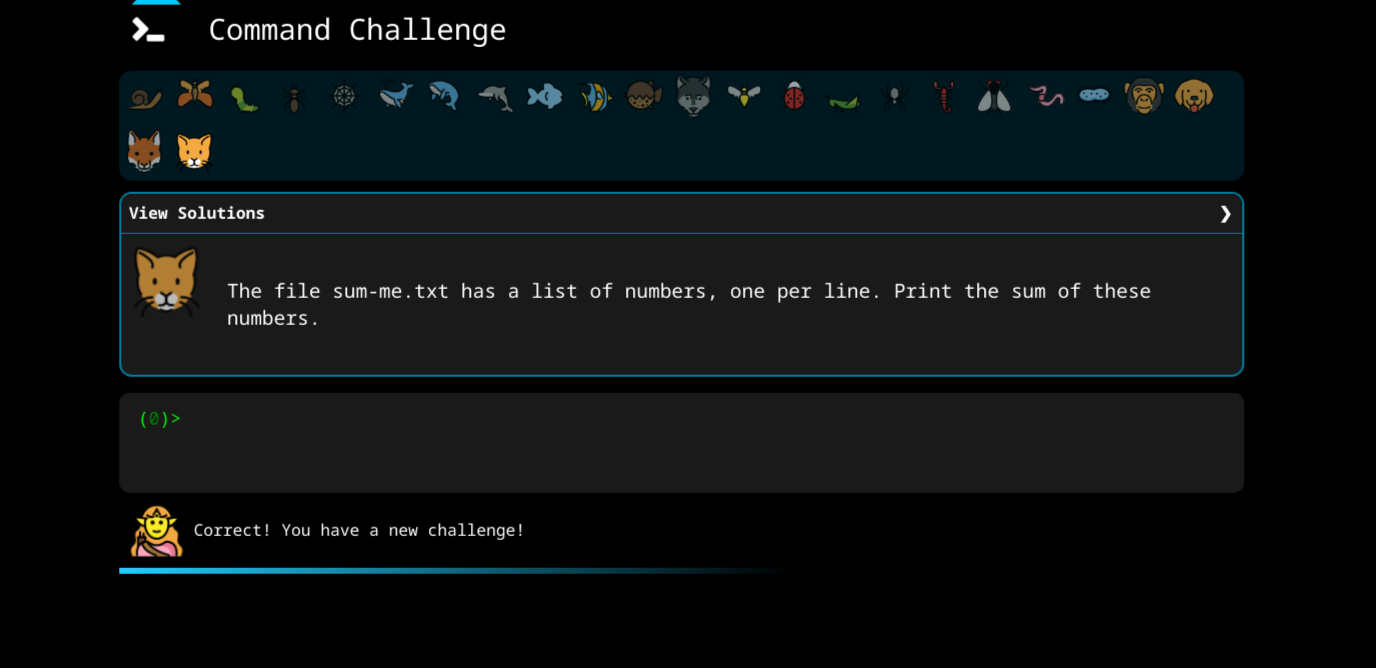 Command Challenge
View Solutions
The file sum-me.txt has a list of numbers, one per line. Print the sum of these
numbers.
(0)>
Correct! You have a new challenge!